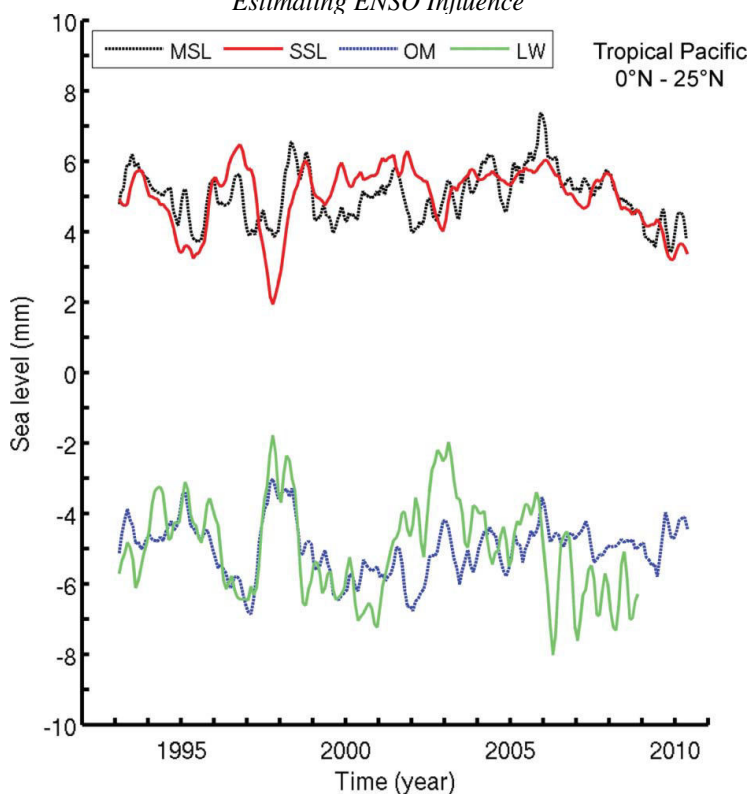 Estimating ENSO Influence
10
MSL SSL OM LW
Tropical Pacific
0°N - 25°N
8
6
4
2
0
-2
-4
-6
-8
-10
Sea level (mm)
1995 2000 2005 2010
Time (year)